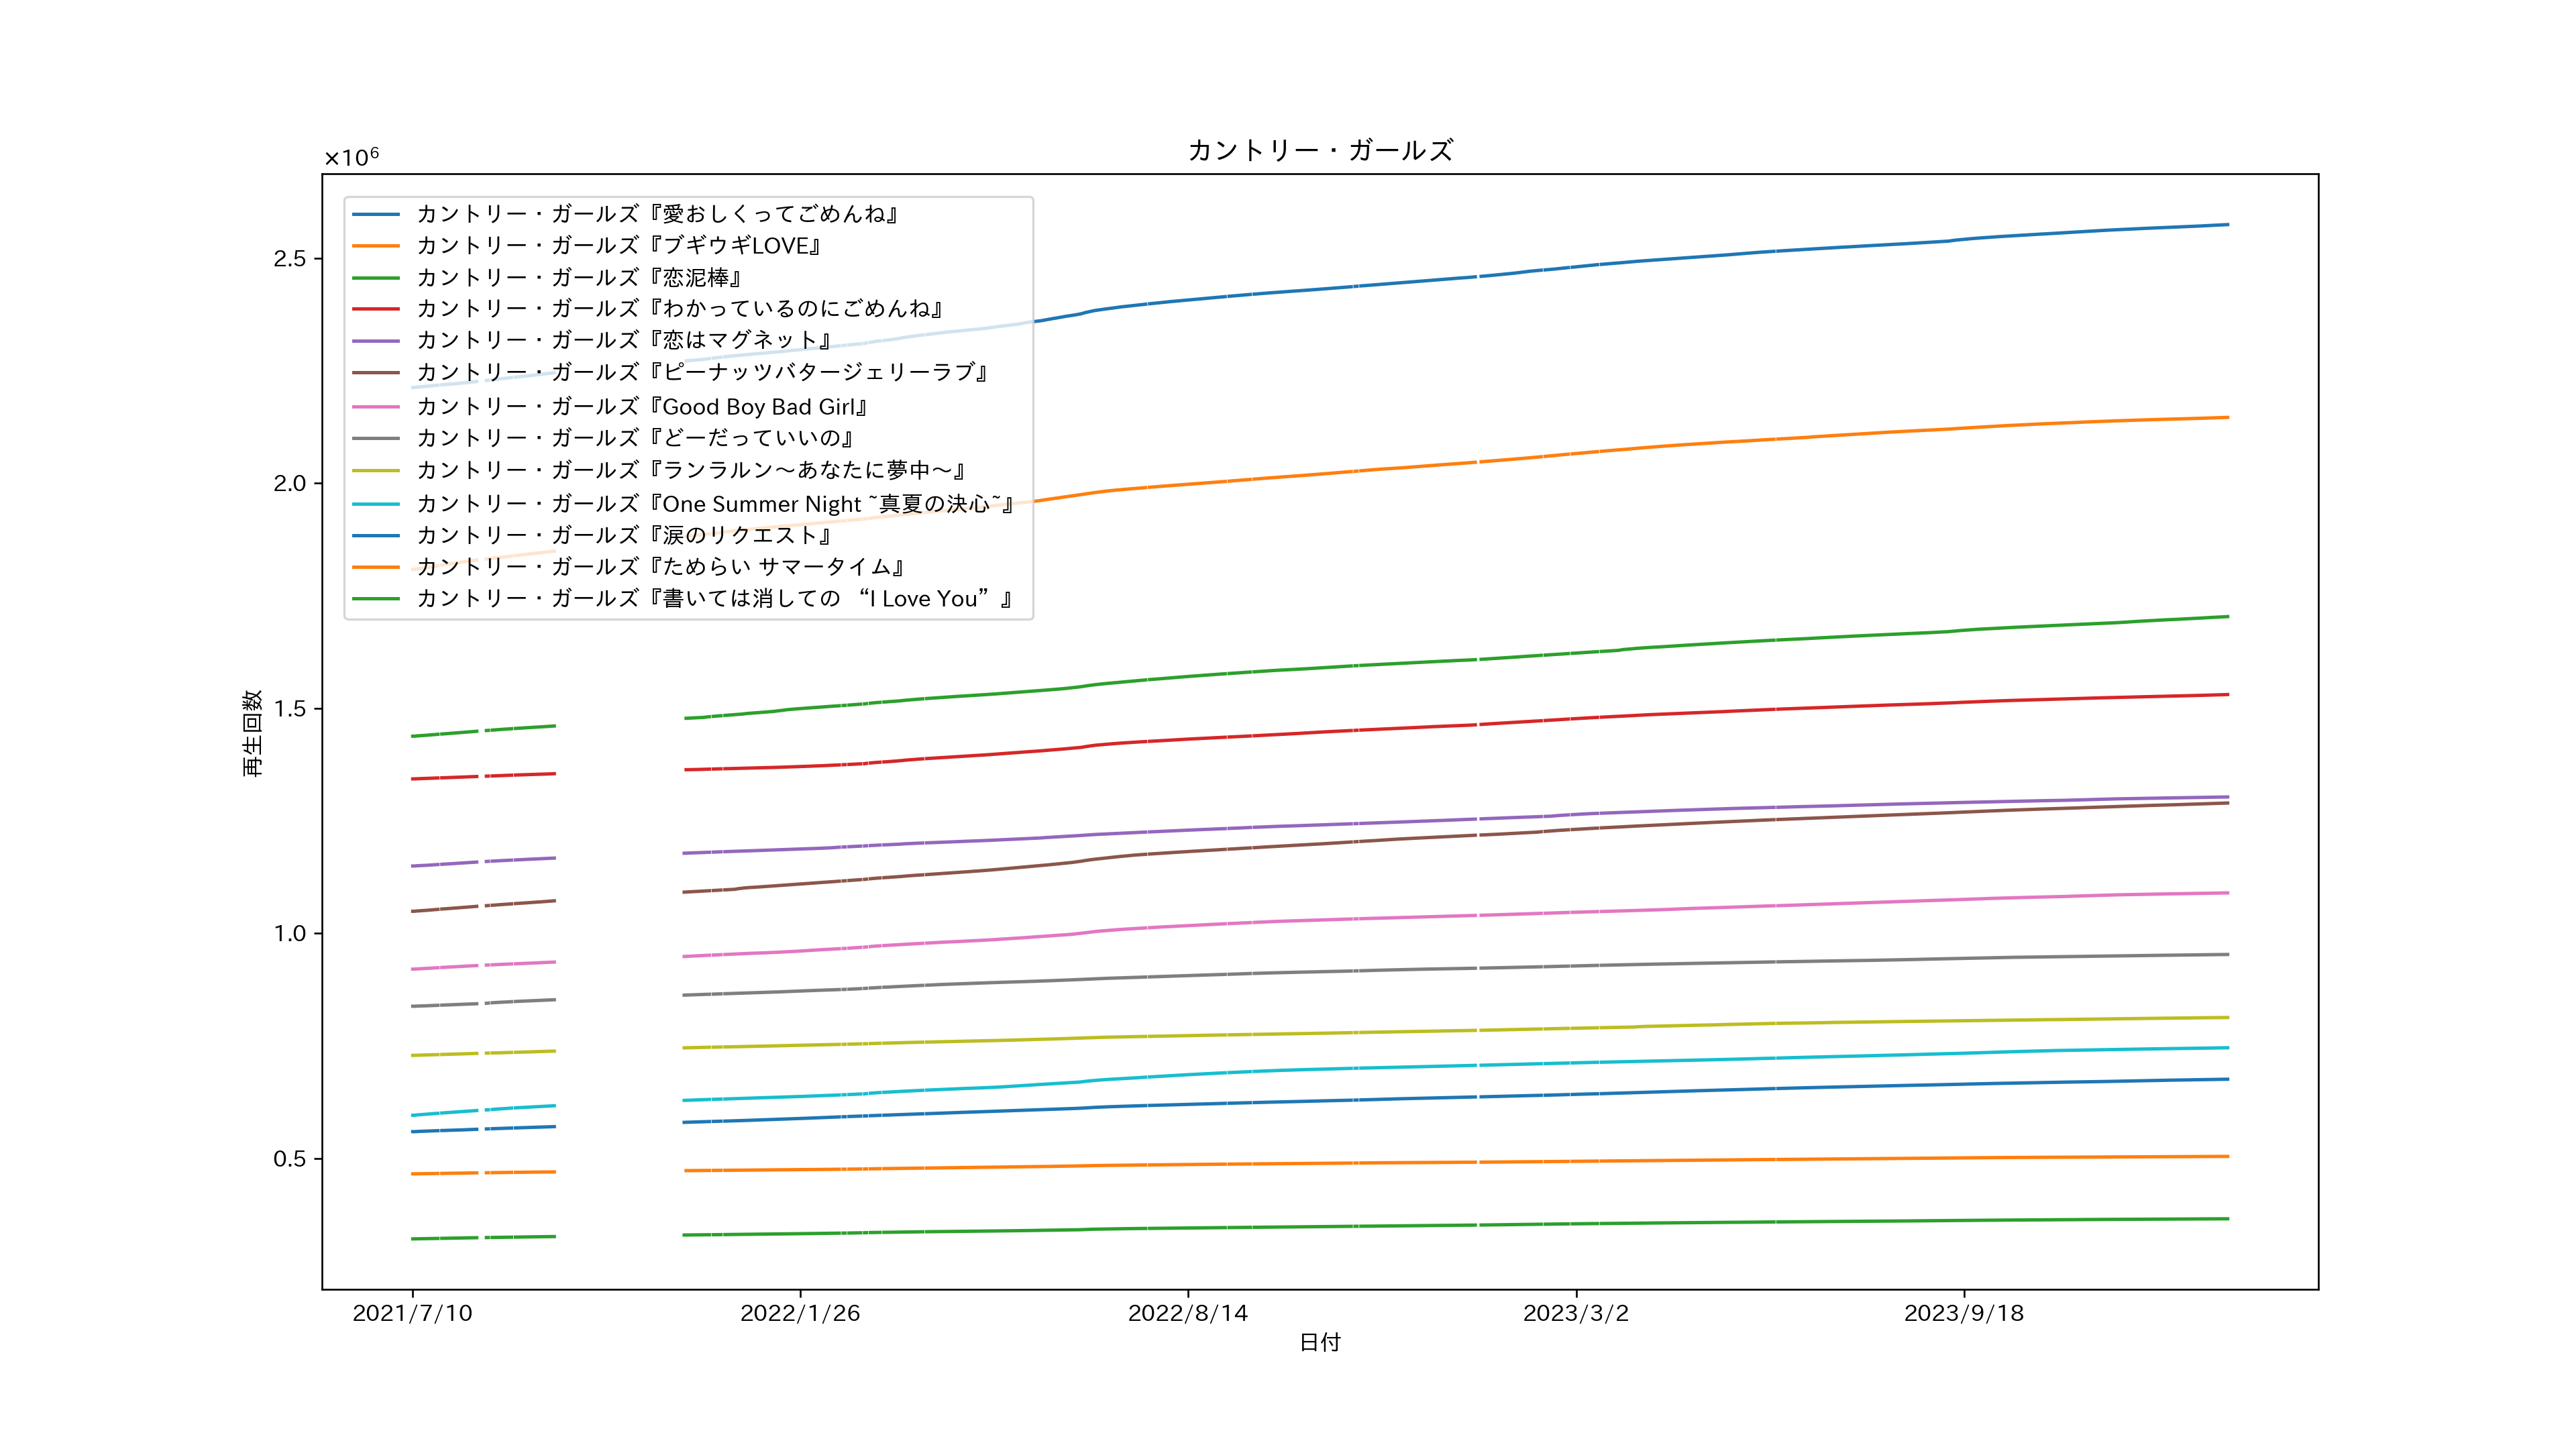 カントリー・ガールズ
×10⁶
カントリー・ガールズ『愛おしくってごめんね』
カントリー・ガールズ『ブギウギLOVE』
カントリー・ガールズ『恋泥棒』
カントリー・ガールズ『わかっているのにごめんね』
カントリー・ガールズ『恋はマグネット』
カントリー・ガールズ『ピーナッツバタージェリーラブ』
カントリー・ガールズ『Good Boy Bad Girl』
カントリー・ガールズ『どーだっていいの』
カントリー・ガールズ『ランラルン～あなたに夢中～』
カントリー・ガールズ『One Summer Night ~真夏の決心~』
カントリー・ガールズ『涙のリクエスト』
カントリー・ガールズ『ためらい サマータイム』
カントリー・ガールズ『書いては消しての “I Love You” 』
2.5
2.0
1.5
1.0
0.5
再生回数
2021/7/10
2022/1/26
2022/8/14
2023/3/2
2023/9/18
日付